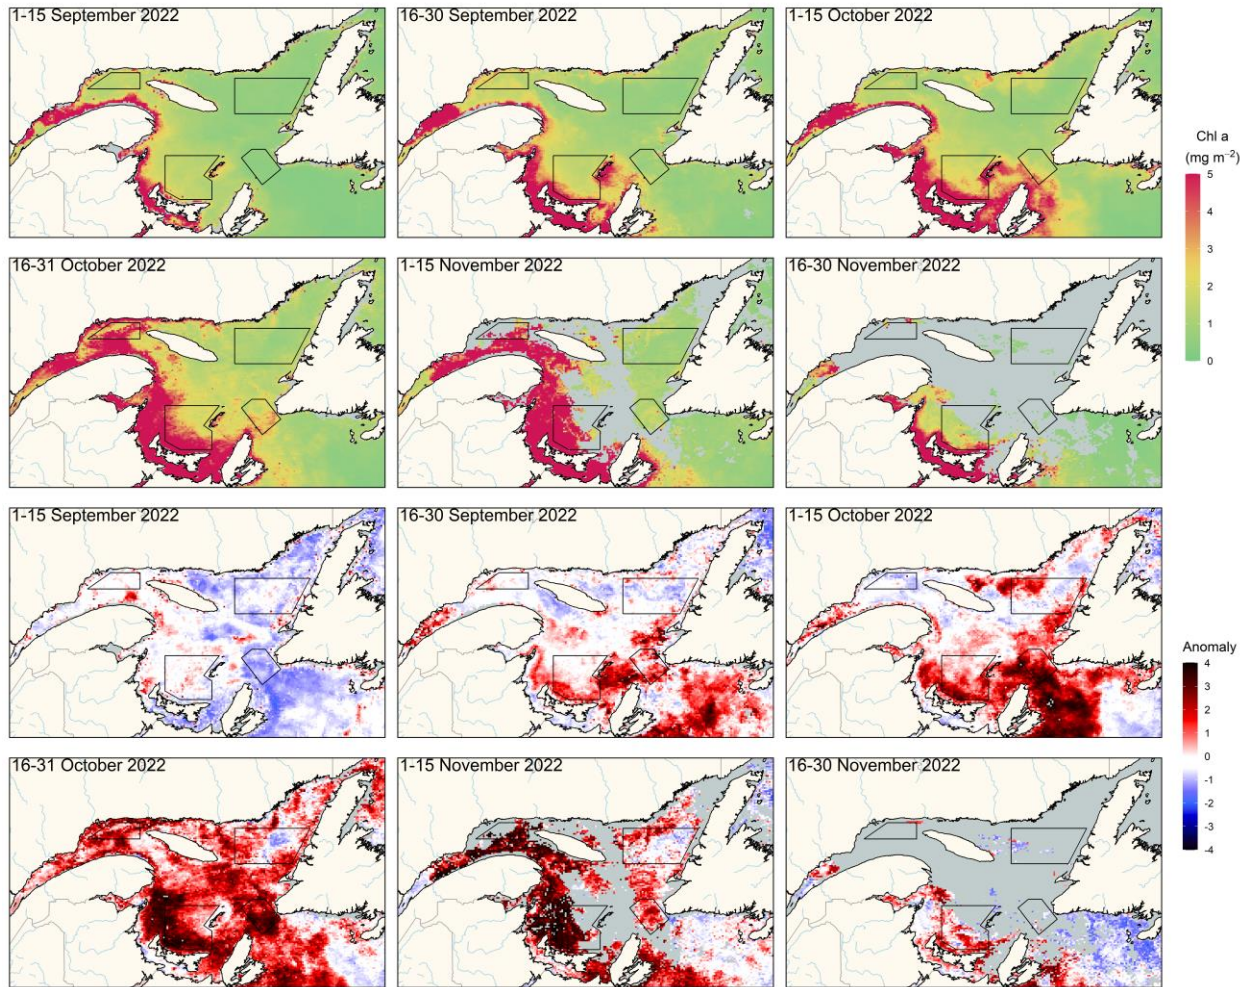 1-15 September 2022
16-30 September 2022
1-15 October 2022
Chl a
(mg m⁻²)
5
4
3
2
1
0
16-31 October 2022
1-15 November 2022
16-30 November 2022
1-15 September 2022
16-30 September 2022
1-15 October 2022
Anomaly
4
3
2
1
0
-1
-2
-3
-4
16-31 October 2022
1-15 November 2022
16-30 November 2022